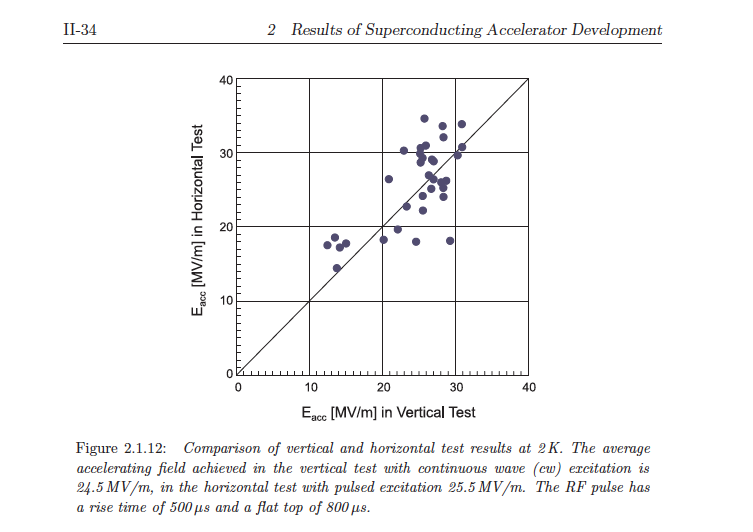 II-34 2 Results of Superconducting Accelerator Development
40
30
20
10
0
E_acc [MV/m] in Horizontal Test
0 10 20 30 40
E_acc [MV/m] in Vertical Test
Figure 2.1.12: Comparison of vertical and horizontal test results at 2 K. The average
accelerating field achieved in the vertical test with continuous wave (cw) excitation is
24.5 MV/m, in the horizontal test with pulsed excitation 25.5 MV/m. The RF pulse has
a rise time of 500 µs and a flat top of 800 µs.